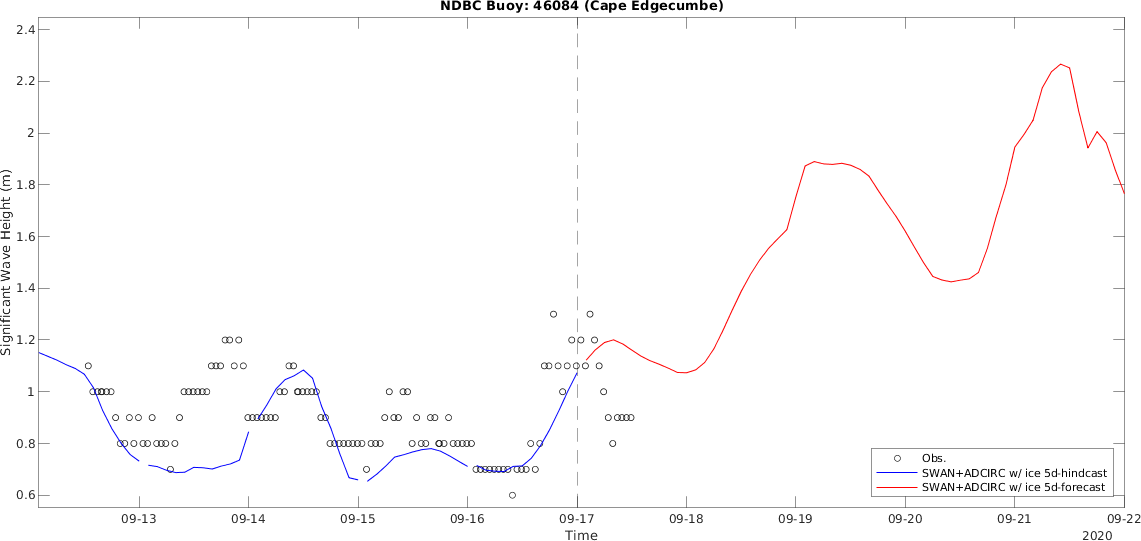 NDBC Buoy: 46084 (Cape Edgecumbe)
2.4
2.2
2
1.8
1.6
1.4
1.2
1
0.8
0.6
Significant Wave Height (m)
Obs.
SWAN+ADCIRC w/ ice 5d-hindcast
SWAN+ADCIRC w/ ice 5d-forecast
09-13 09-14 09-15 09-16 09-17 09-18 09-19 09-20 09-21 09-22
Time
2020